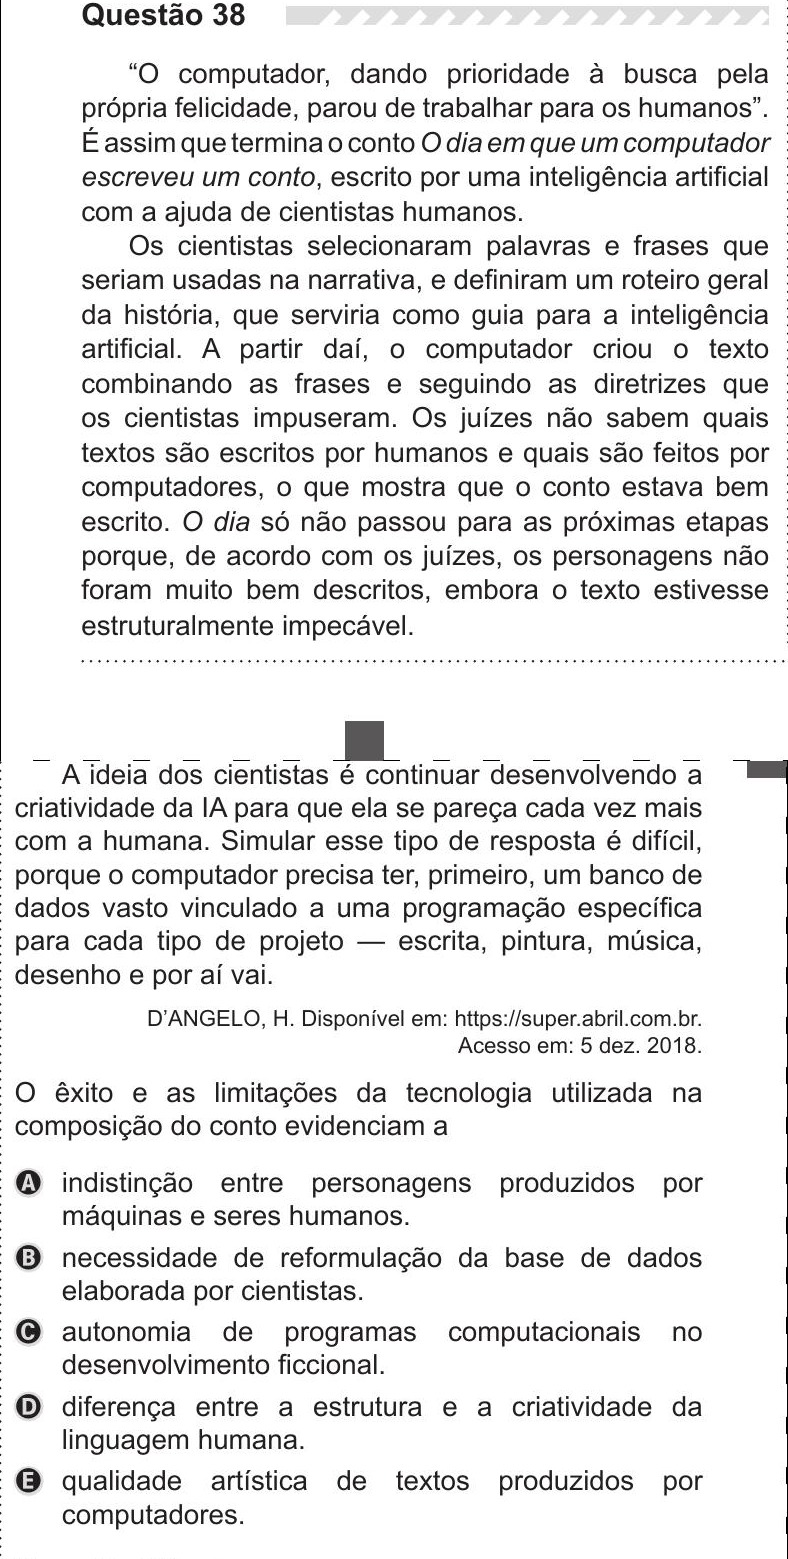 Questão 38
“O computador, dando prioridade à busca pela
própria felicidade, parou de trabalhar para os humanos”.
É assim que termina o conto O dia em que um computador
escreveu um conto, escrito por uma inteligência artificial
com a ajuda de cientistas humanos.
Os cientistas selecionaram palavras e frases que
seriam usadas na narrativa, e definiram um roteiro geral
da história, que serviria como guia para a inteligência
artificial. A partir daí, o computador criou o texto
combinando as frases e seguindo as diretrizes que
os cientistas impuseram. Os juízes não sabem quais
textos são escritos por humanos e quais são feitos por
computadores, o que mostra que o conto estava bem
escrito. O dia só não passou para as próximas etapas
porque, de acordo com os juízes, os personagens não
foram muito bem descritos, embora o texto estivesse
estruturalmente impecável.
A ideia dos cientistas é continuar desenvolvendo a
criatividade da IA para que ela se pareça cada vez mais
com a humana. Simular esse tipo de resposta é difícil,
porque o computador precisa ter, primeiro, um banco de
dados vasto vinculado a uma programação específica
para cada tipo de projeto — escrita, pintura, música,
desenho e por aí vai.
D’ANGELO, H. Disponível em: https://super.abril.com.br.
Acesso em: 5 dez. 2018.
O êxito e as limitações da tecnologia utilizada na
composição do conto evidenciam a
A indistinção entre personagens produzidos por
máquinas e seres humanos.
B necessidade de reformulação da base de dados
elaborada por cientistas.
C autonomia de programas computacionais no
desenvolvimento ficcional.
D diferença entre a estrutura e a criatividade da
linguagem humana.
E qualidade artística de textos produzidos por
computadores.